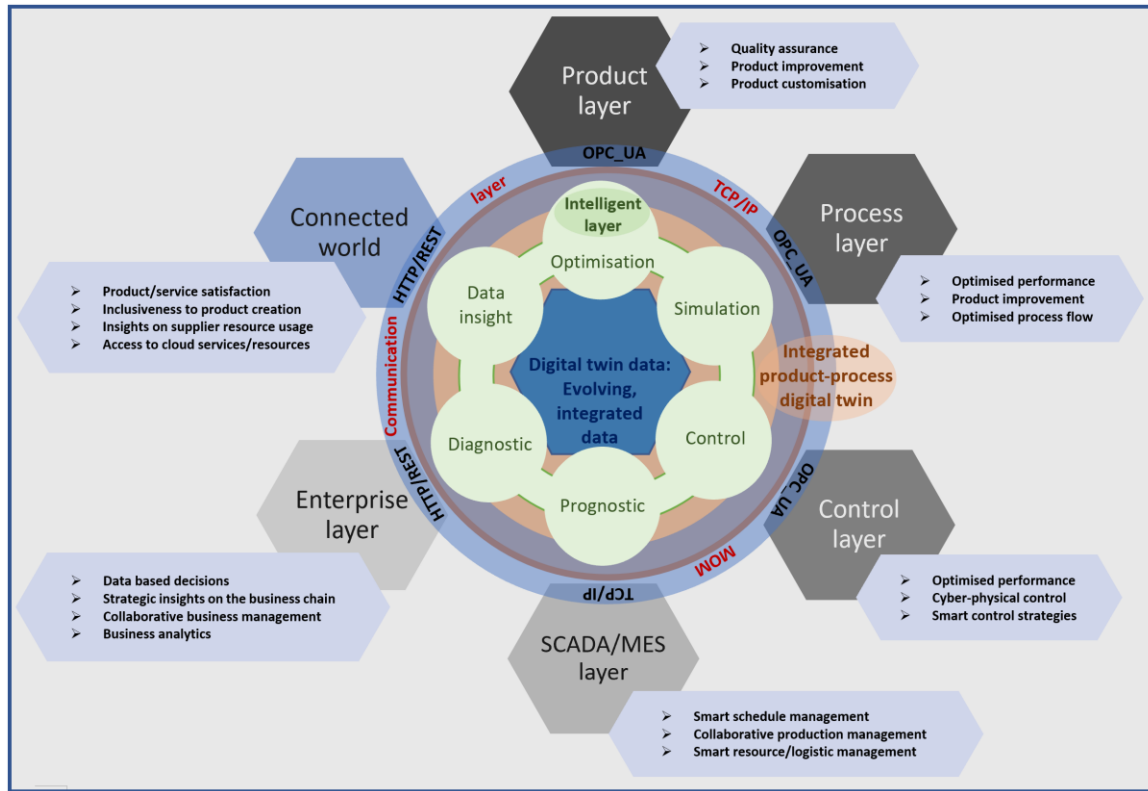 Product
layer
Quality assurance
Product improvement
Product customisation
OPC_UA
TCP/IP
layer
Connected
world
HTTP/REST
Intelligent
layer
Optimisation
Process
layer
OPC_UA
Product/service satisfaction
Inclusiveness to product creation
Insights on supplier resource usage
Access to cloud services/resources
Data
insight
Simulation
Optimised performance
Product improvement
Optimised process flow
Communication
Digital twin data:
Evolving,
integrated
data
Integrated
product-process
digital twin
Diagnostic
Control
Prognostic
Enterprise
layer
HTTP/REST
OPC_UA
Control
layer
MOM
TCP/IP
Data based decisions
Strategic insights on the business chain
Collaborative business management
Business analytics
Optimised performance
Cyber-physical control
Smart control strategies
SCADA/MES
layer
Smart schedule management
Collaborative production management
Smart resource/logistic management